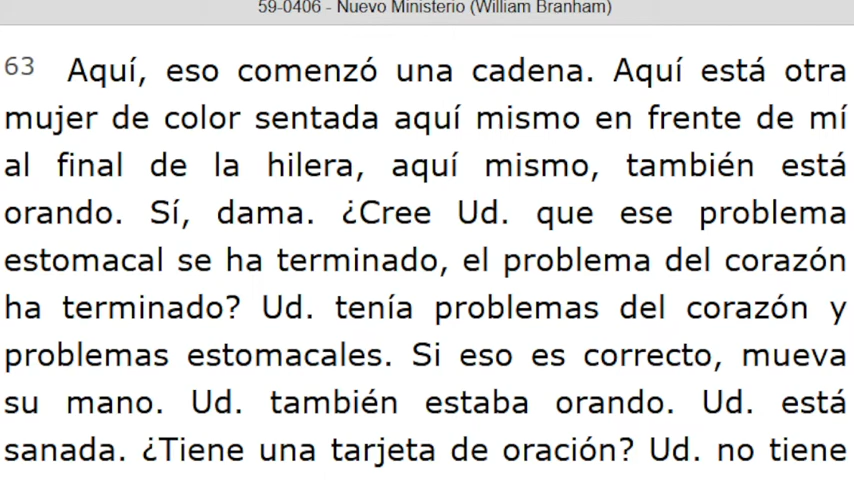 59-0406 - Nuevo Ministerio (William Branham)
63 Aquí, eso comenzó una cadena. Aquí está otra
mujer de color sentada aquí mismo en frente de mí
al final de la hilera, aquí mismo, también está
orando. Sí, dama. ¿Cree Ud. que ese problema
estomacal se ha terminado, el problema del corazón
ha terminado? Ud. tenía problemas del corazón y
problemas estomacales. Si eso es correcto, mueva
su mano. Ud. también estaba orando. Ud. está
sanada. ¿Tiene una tarjeta de oración? Ud. no tiene